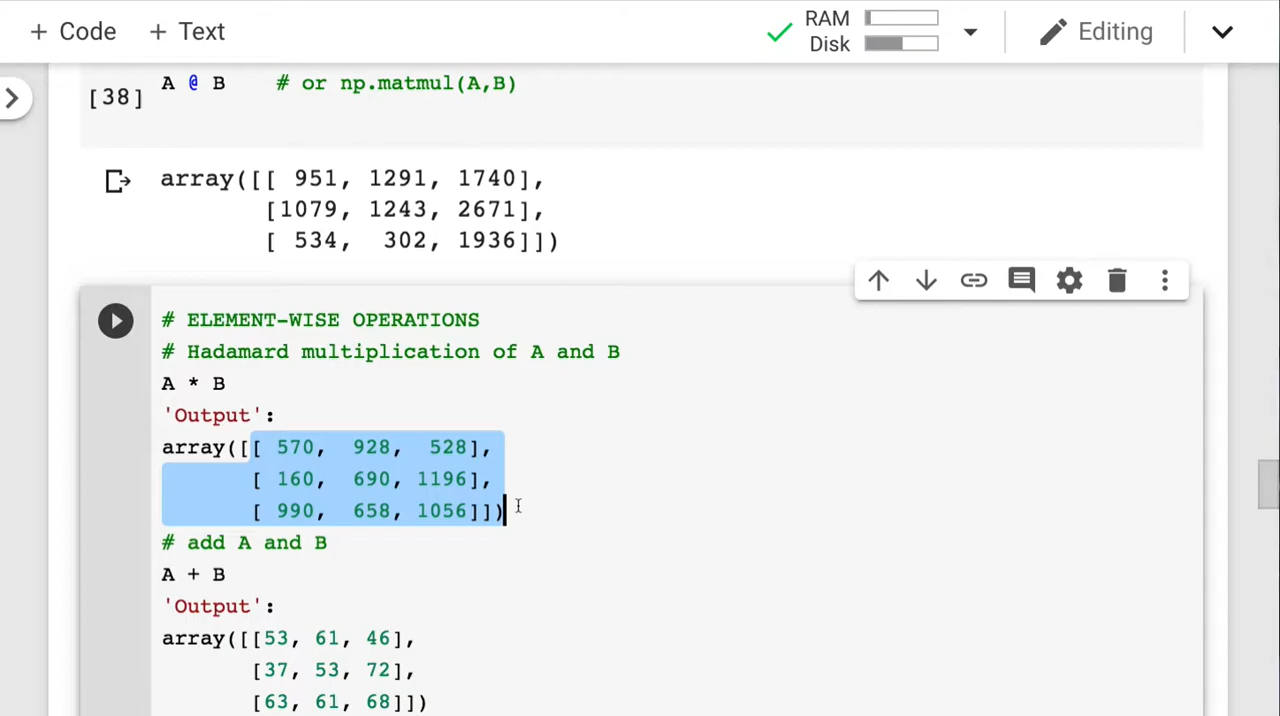 + Code + Text RAM Disk Editing
[38] A @ B # or np.matmul(A,B)
array([[ 951, 1291, 1740],
[1079, 1243, 2671],
[ 534, 302, 1936]])
# ELEMENT-WISE OPERATIONS
# Hadamard multiplication of A and B
A * B
'Output':
array([[ 570, 928, 528],
[ 160, 690, 1196],
[ 990, 658, 1056]])
# add A and B
A + B
'Output':
array([[53, 61, 46],
[37, 53, 72],
[63, 61, 68]])